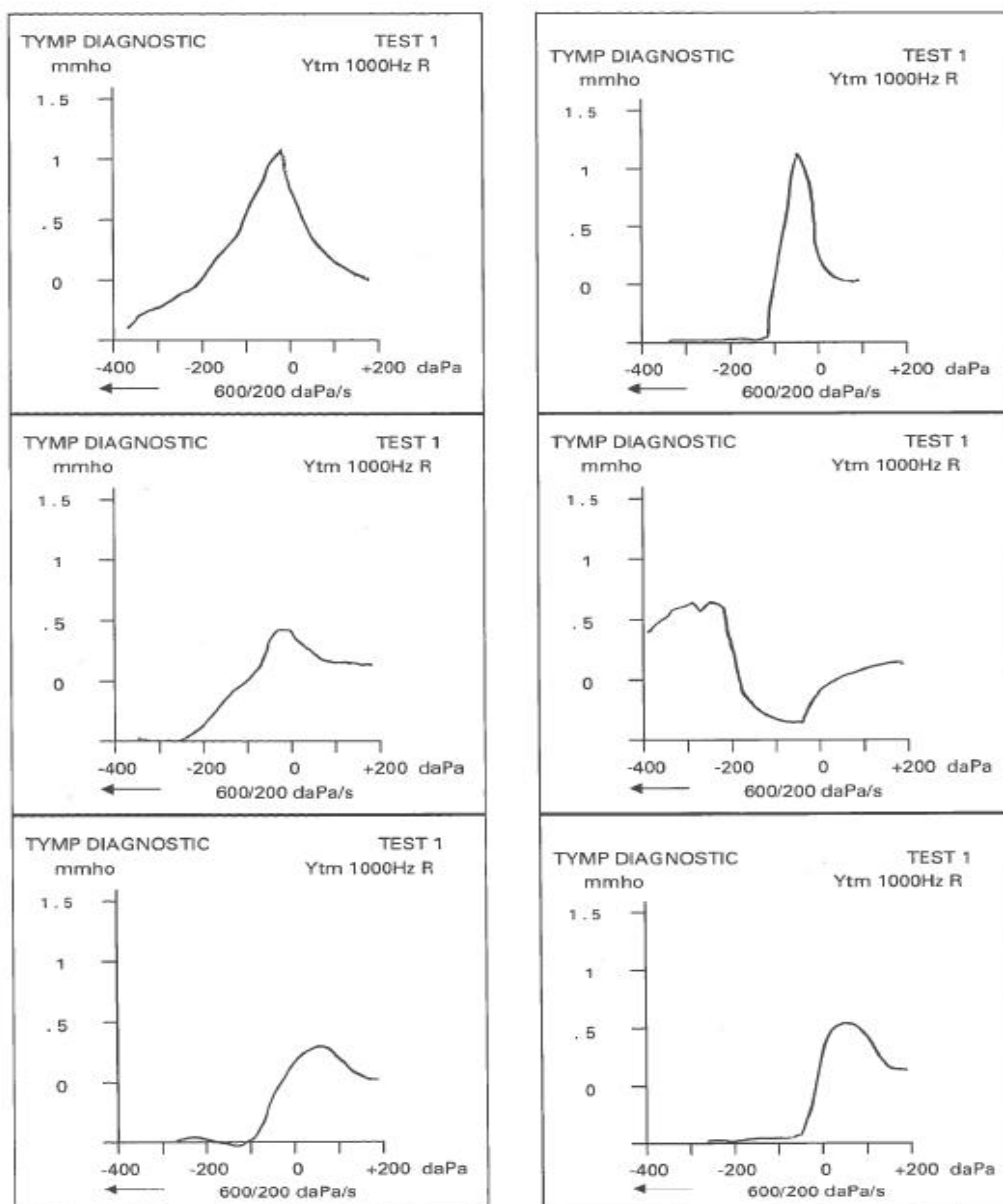 TYMP DIAGNOSTIC TEST 1
mmho Ytm 1000Hz R
1.5
1
.5
0
-400 -200 0 +200 daPa
600/200 daPa/s
TYMP DIAGNOSTIC TEST 1
mmho Ytm 1000Hz R
1.5
1
.5
0
-400 -200 0 +200 daPa
600/200 daPa/s
TYMP DIAGNOSTIC TEST 1
mmho Ytm 1000Hz R
1.5
1
.5
0
-400 -200 0 +200 daPa
600/200 daPa/s
TYMP DIAGNOSTIC TEST 1
mmho Ytm 1000Hz R
1.5
1
.5
0
-400 -200 0 +200 daPa
600/200 daPa/s
TYMP DIAGNOSTIC TEST 1
mmho Ytm 1000Hz R
1.5
1
.5
0
-400 -200 0 +200 daPa
600/200 daPa/s
TYMP DIAGNOSTIC TEST 1
mmho Ytm 1000Hz R
1.5
1
.5
0
-400 -200 0 +200 daPa
600/200 daPa/s